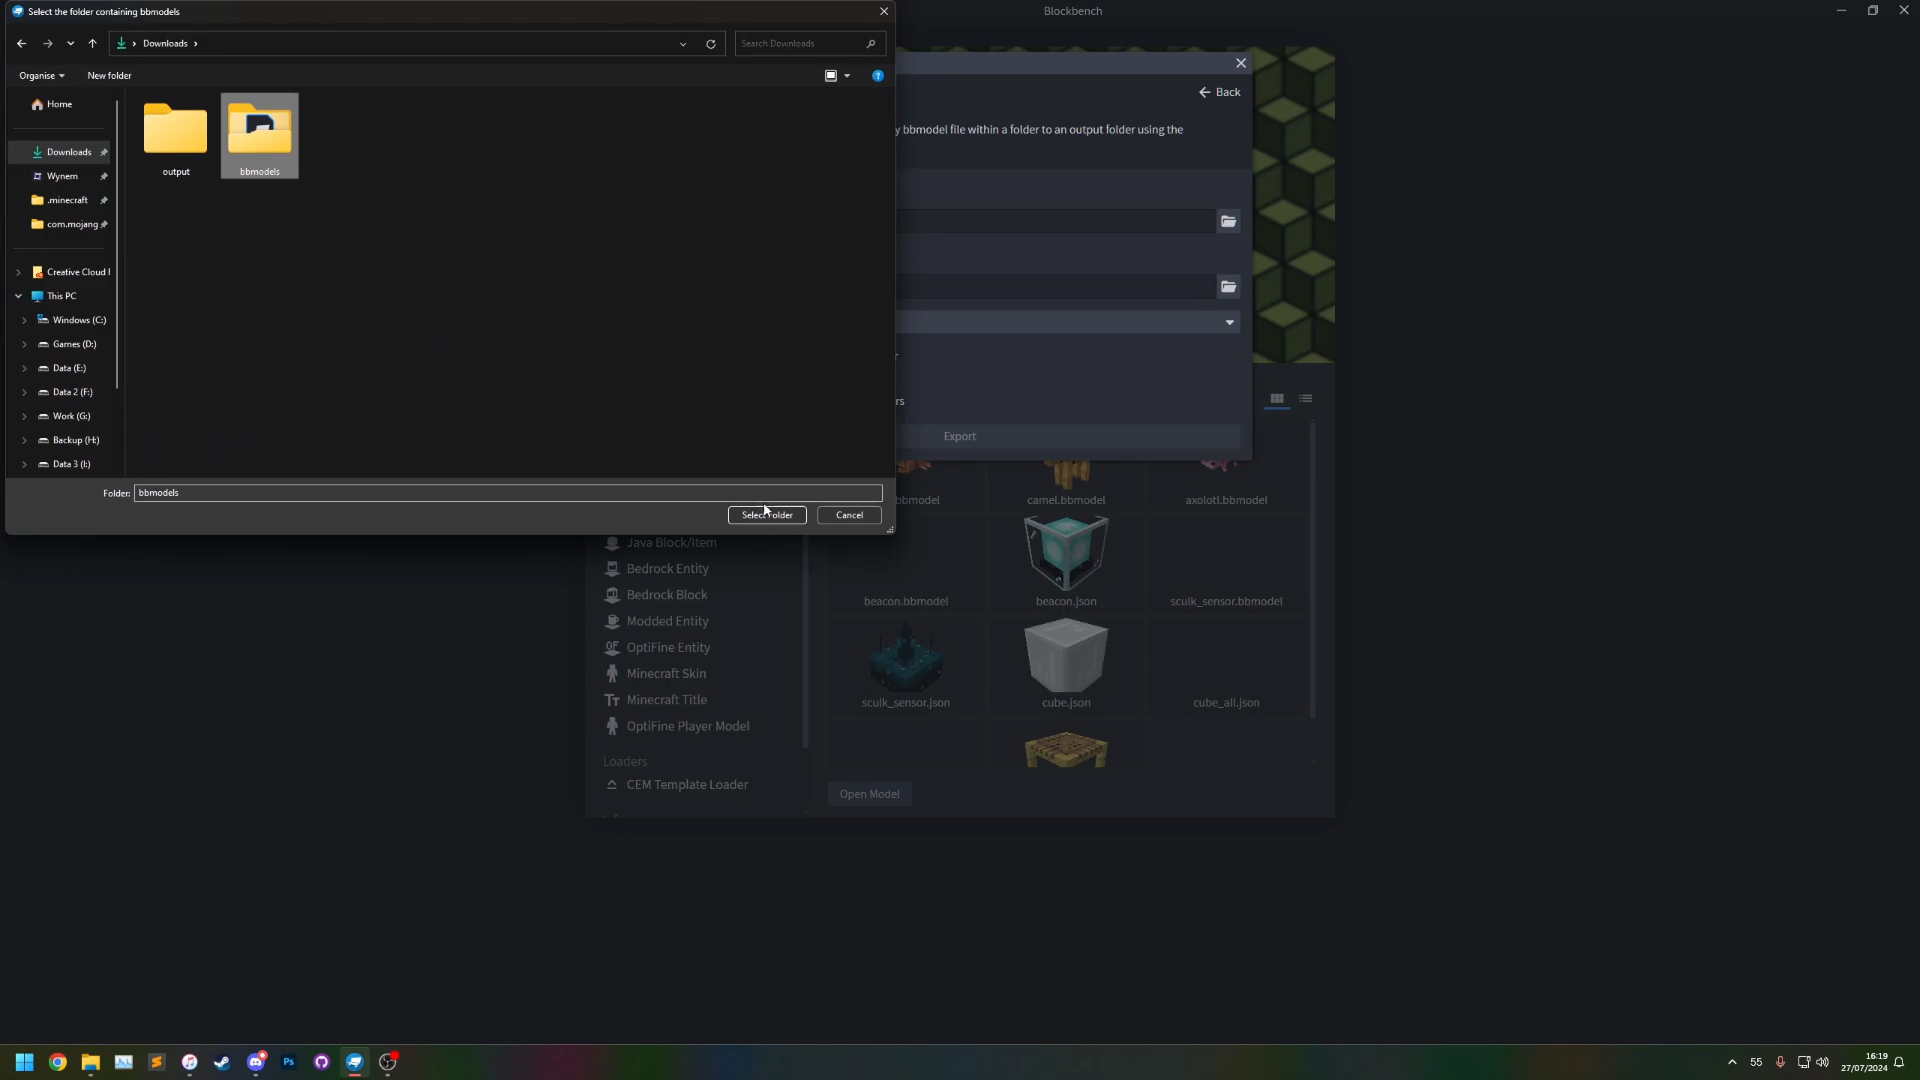 Select the folder containing bbmodels
Blockbench
Downloads
Search Downloads
Organise
New folder
Back
Home
Downloads
Wynem
.minecraft
com.mojang
Creative Cloud F
This PC
Windows (C:)
Games (D:)
Data (E:)
Data 2 (F:)
Work (G:)
Backup (H:)
Data 3 (I:)
output
bbmodels
y bbmodel file within a folder to an output folder using the
r
rs
Export
Folder:
bbmodels
Select Folder
Cancel
bbmodel
camel.bbmodel
axolotl.bbmodel
Java Block/Item
Bedrock Entity
Bedrock Block
Modded Entity
OptiFine Entity
Minecraft Skin
Minecraft Title
OptiFine Player Model
Loaders
CEM Template Loader
beacon.bbmodel
beacon.json
sculk_sensor.bbmodel
sculk_sensor.json
cube.json
cube_all.json
Open Model
Ps
55
16:19
27/07/2024